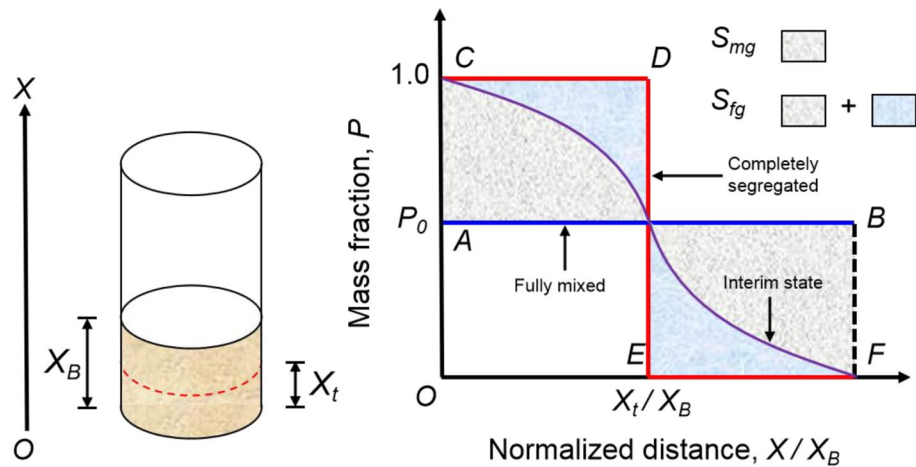 X
X_B
X_t
O
Mass fraction, P
1.0
P_0
C
D
A
B
E
F
O
S_mg
S_fg
+
Completely
segregated
Fully mixed
Interim state
X_t / X_B
Normalized distance, X / X_B